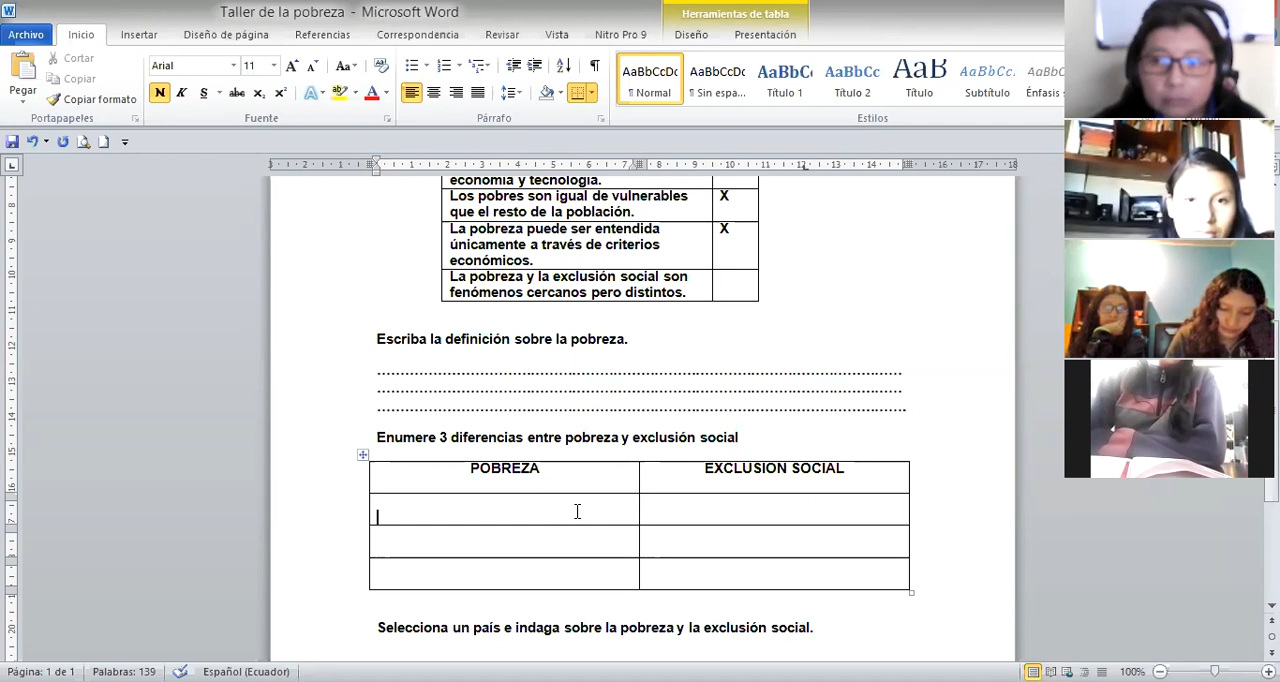 Taller de la pobreza - Microsoft Word
Herramientas de tabla
Archivo Inicio Insertar Diseño de página Referencias Correspondencia Revisar Vista Nitro Pro 9 Diseño Presentación
Pegar
Cortar
Copiar
Copiar formato
Portapapeles
Arial 11
Fuente
Párrafo
AaBbCcDc AaBbCcDc AaBbC AaBbCc AaB AaBbCc.
Normal Sin espa... Título 1 Título 2 Título Subtítulo Énfasis
Estilos
economía y tecnología.
Los pobres son igual de vulnerables X
que el resto de la población.
La pobreza puede ser entendida X
únicamente a través de criterios
económicos.
La pobreza y la exclusión social son
fenómenos cercanos pero distintos.
Escriba la definición sobre la pobreza.
Enumere 3 diferencias entre pobreza y exclusión social
POBREZA EXCLUSION SOCIAL
Selecciona un país e indaga sobre la pobreza y la exclusión social.
Página: 1 de 1 Palabras: 139 Español (Ecuador) 100%